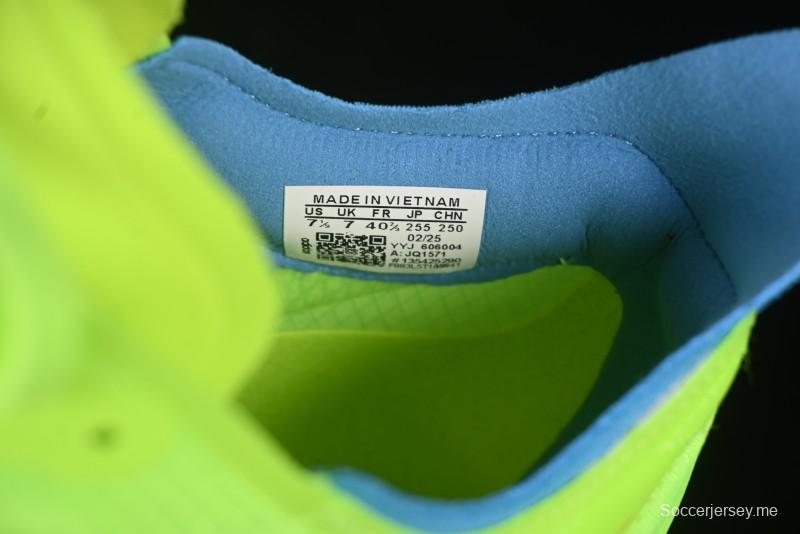 MADE IN VIETNAM
US UK FR JP CHN
7½ 7 40⅔ 255 250
02/25
YYJ 606004
A: JQ1571
#135425290
Soccerjersey.me